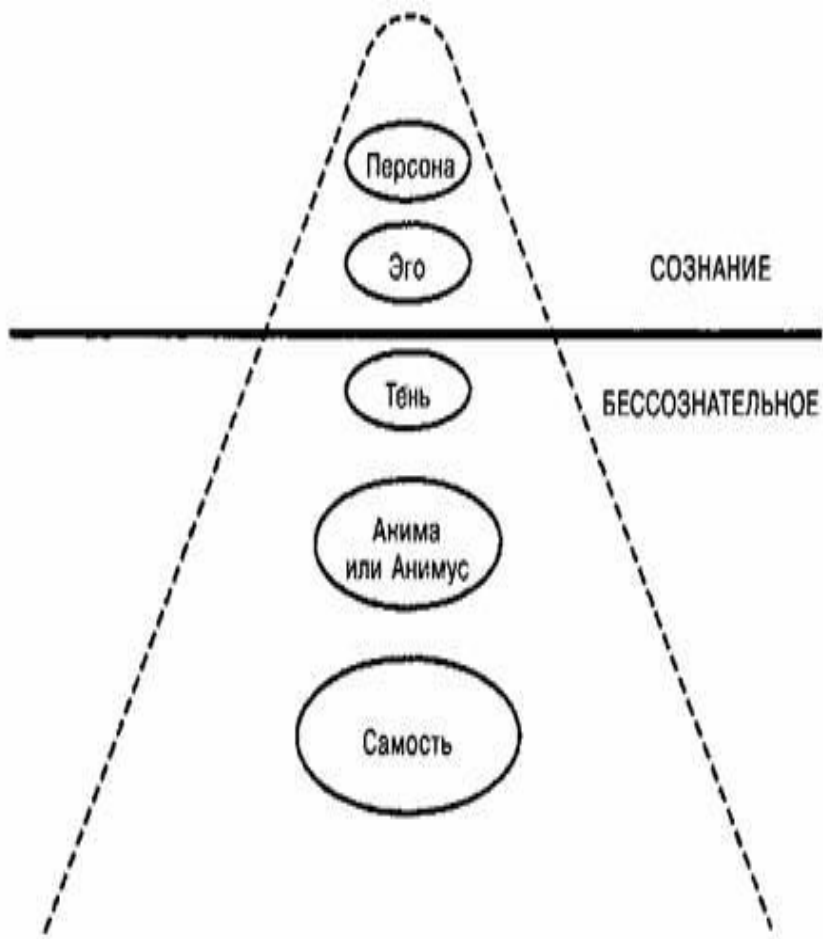 Персона
Эго
СОЗНАНИЕ
Тень
БЕССОЗНАТЕЛЬНОЕ
Анима
или Анимус
Самость